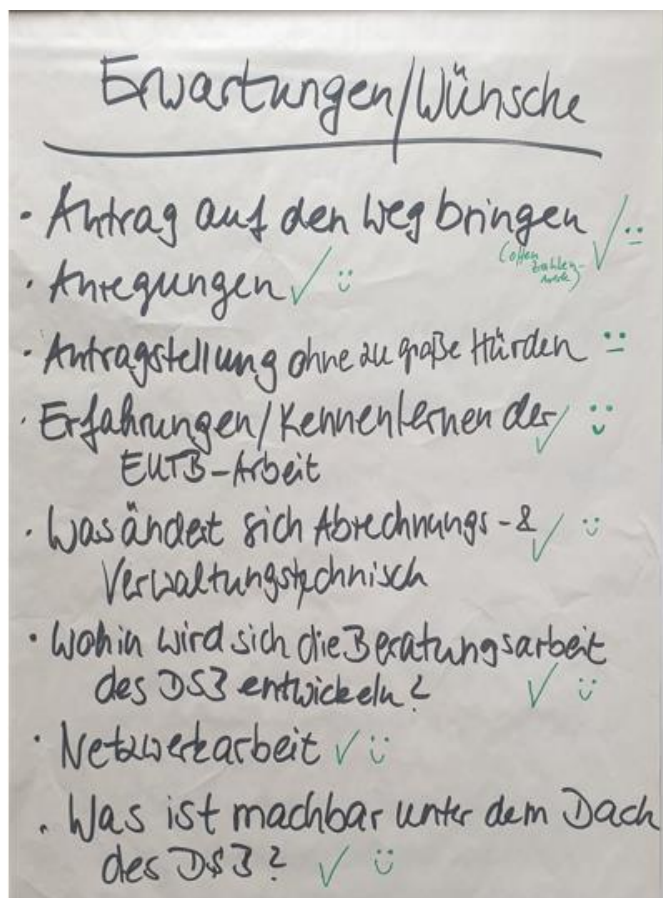 Erwartungen/Wünsche
· Antrag auf den Weg bringen
(offen
· Anregungen
· Antragstellung ohne zu große Hürden
· Erfahrungen/Kennenlernen der
EUTB-Arbeit
· Was ändert sich Abrechnungs-&
Verwaltungstechnisch
· Wohin wird sich die Beratungsarbeit
des DSB entwickeln?
· Netzwerkarbeit
· Was ist machbar unter dem Dach
des DSB?